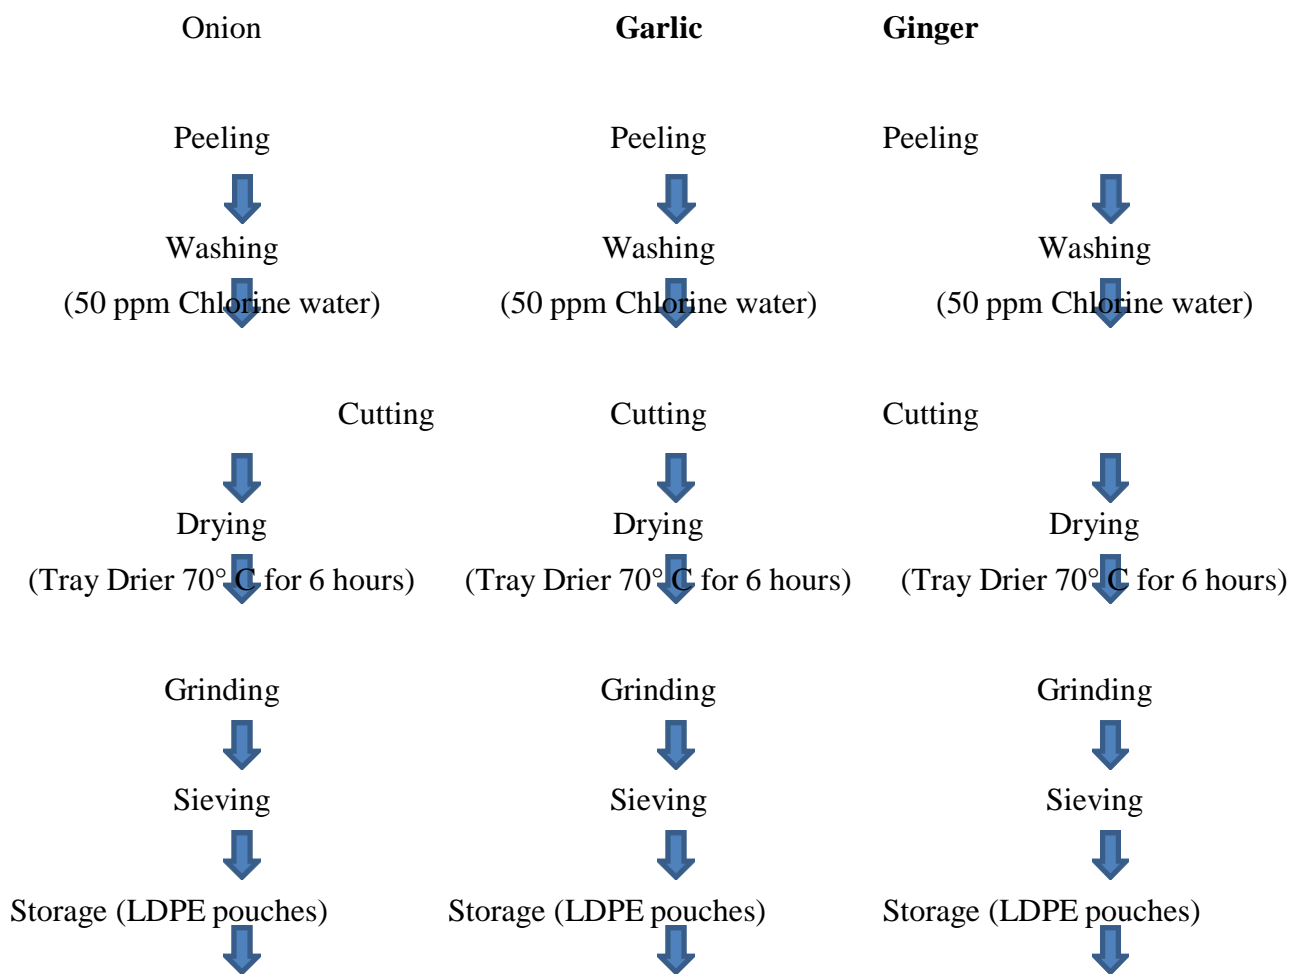 Onion Garlic Ginger
Peeling Peeling Peeling
Washing Washing Washing
(50 ppm Chlorine water) (50 ppm Chlorine water) (50 ppm Chlorine water)
Cutting Cutting Cutting
Drying Drying Drying
(Tray Drier 70° C for 6 hours) (Tray Drier 70° C for 6 hours) (Tray Drier 70° C for 6 hours)
Grinding Grinding Grinding
Sieving Sieving Sieving
Storage (LDPE pouches) Storage (LDPE pouches) Storage (LDPE pouches)